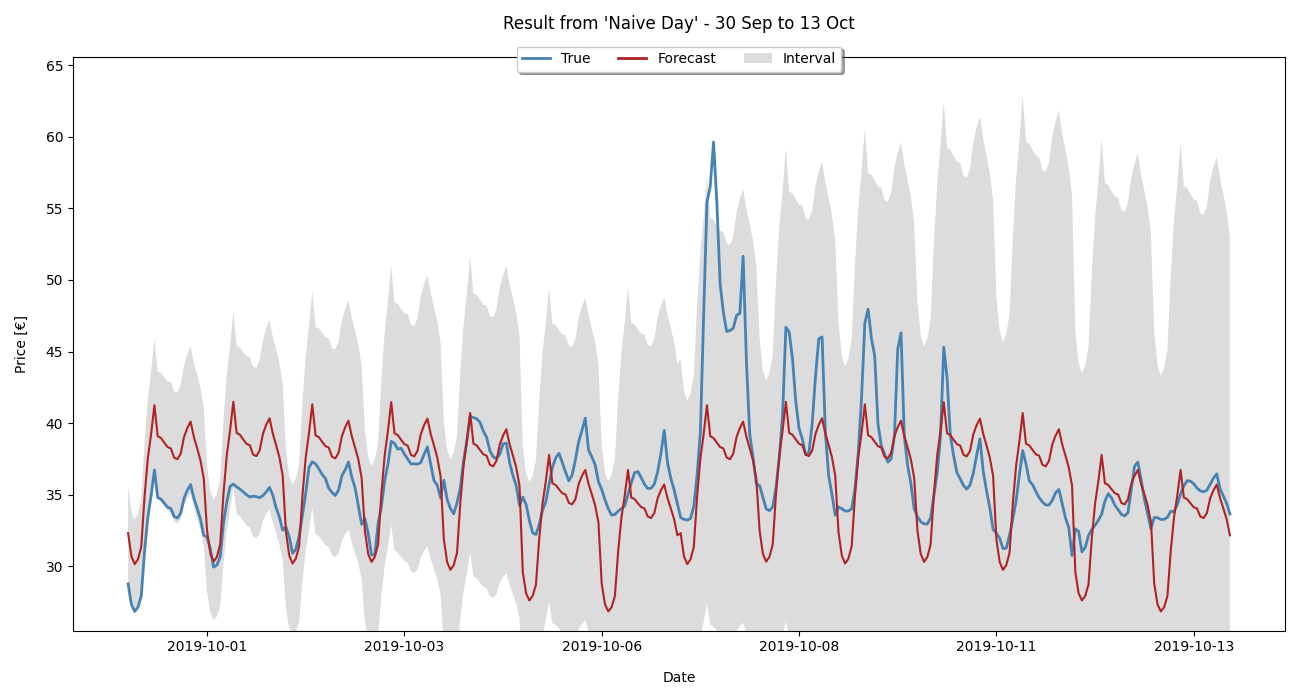 Result from 'Naive Day' - 30 Sep to 13 Oct
True Forecast Interval
65
60
55
50
45
40
35
30
Price [€]
2019-10-01 2019-10-03 2019-10-06 2019-10-08 2019-10-11 2019-10-13
Date